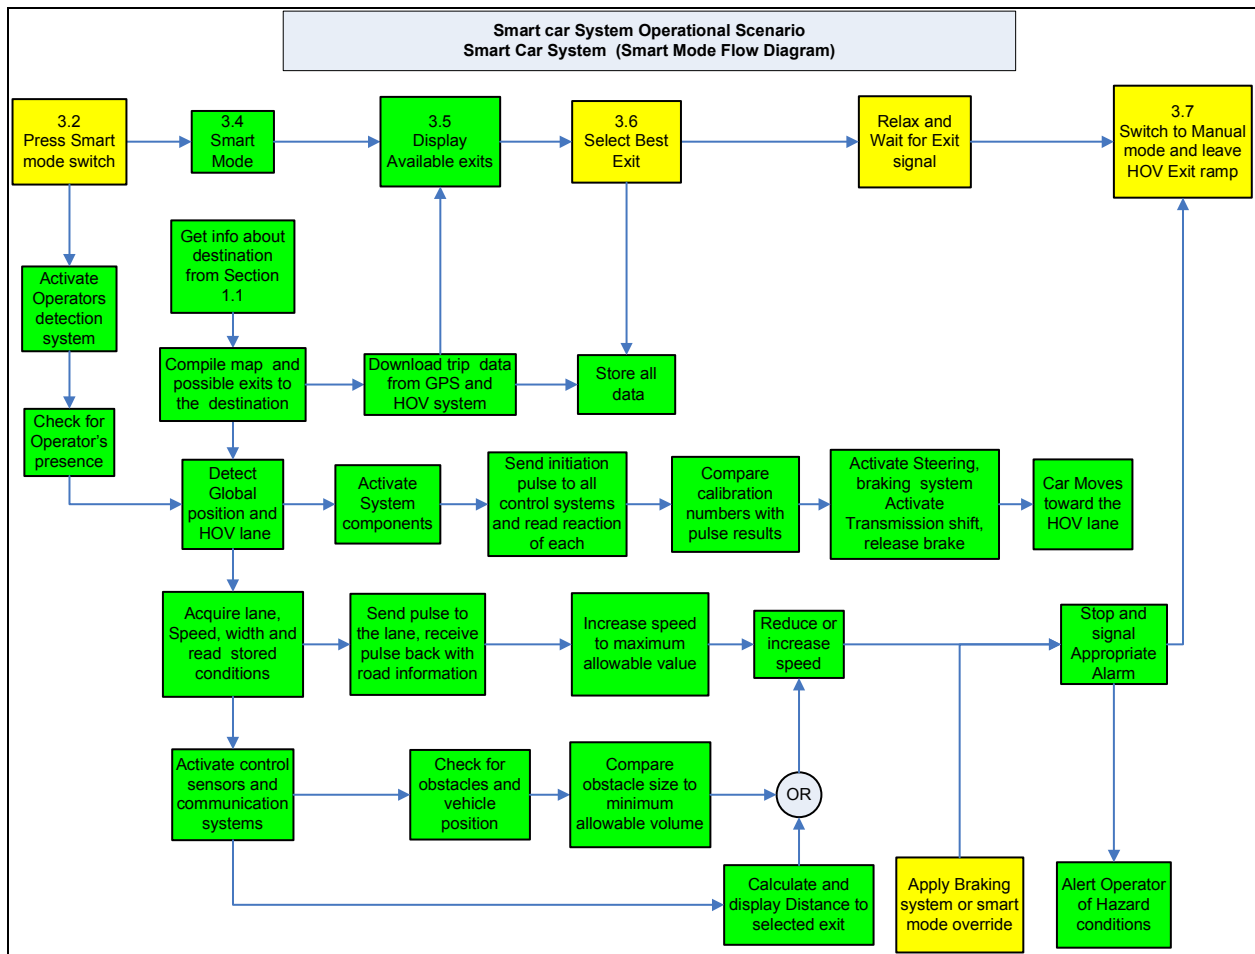 Smart car System Operational Scenario
Smart Car System  (Smart Mode Flow Diagram)
3.2
Press Smart
mode switch
3.4
Smart
Mode
3.5
Display
Available exits
3.6
Select Best
Exit
Relax and
Wait for Exit
signal
3.7
Switch to Manual
mode and leave
HOV Exit ramp
Get info about
destination
from Section
1.1
Activate
Operators
detection
system
Compile map  and
possible exits to
the  destination
Download trip  data
from GPS and
HOV system
Store all
data
Check for
Operator's
presence
Detect
Global
position and
HOV lane
Activate
System
components
Send initiation
pulse to all
control systems
and read reaction
of each
Compare
calibration
numbers with
pulse results
Activate Steering,
braking  system
Activate
Transmission shift,
release brake
Car Moves
toward the
HOV lane
Acquire lane,
Speed, width and
read  stored
conditions
Send pulse to
the lane, receive
pulse back with
road information
Increase speed
to maximum
allowable value
Reduce or
increase
speed
Stop and
signal
Appropriate
Alarm
Activate control
sensors and
communication
systems
Check for
obstacles and
vehicle
position
Compare
obstacle size to
minimum
allowable volume
OR
Calculate and
display Distance to
selected exit
Apply Braking
system or smart
mode override
Alert Operator
of Hazard
conditions